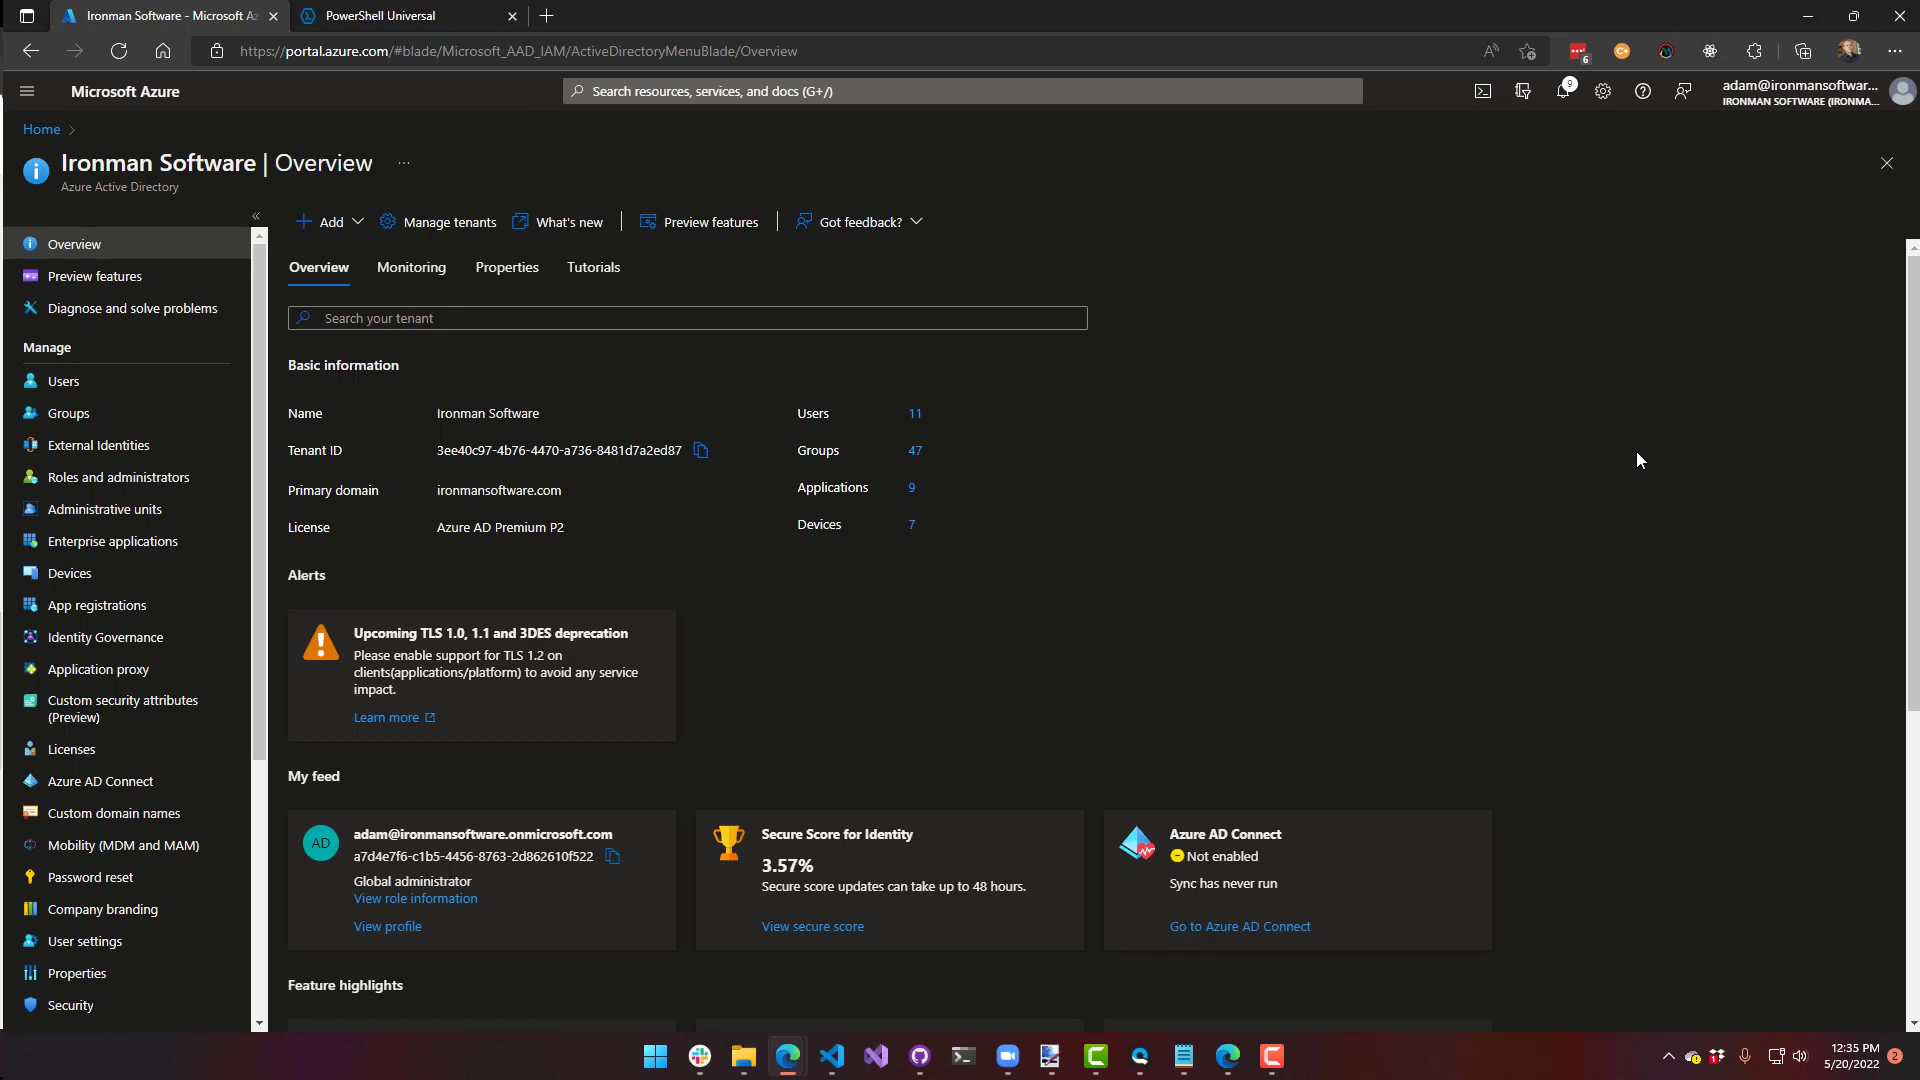 Ironman Software - Microsoft Az
PowerShell Universal
https://portal.azure.com/#blade/Microsoft_AAD_IAM/ActiveDirectoryMenuBlade/Overview
6
Microsoft Azure
Search resources, services, and docs (G+/)
9
adam@ironmansoftwar...
IRONMAN SOFTWARE (IRONMA...
Home
Ironman Software | Overview
...
Azure Active Directory
Add
Manage tenants
What's new
Preview features
Got feedback?
Overview
Preview features
Diagnose and solve problems
Manage
Users
Groups
External Identities
Roles and administrators
Administrative units
Enterprise applications
Devices
App registrations
Identity Governance
Application proxy
Custom security attributes
(Preview)
Licenses
Azure AD Connect
Custom domain names
Mobility (MDM and MAM)
Password reset
Company branding
User settings
Properties
Security
Overview
Monitoring
Properties
Tutorials
Search your tenant
Basic information
Name
Ironman Software
Users
11
Tenant ID
3ee40c97-4b76-4470-a736-8481d7a2ed87
Groups
47
Primary domain
ironmansoftware.com
Applications
9
License
Azure AD Premium P2
Devices
7
Alerts
Upcoming TLS 1.0, 1.1 and 3DES deprecation
Please enable support for TLS 1.2 on
clients(applications/platform) to avoid any service
impact.
Learn more
My feed
AD
adam@ironmansoftware.onmicrosoft.com
a7d4e7f6-c1b5-4456-8763-2d862610f522
Global administrator
View role information
View profile
Secure Score for Identity
3.57%
Secure score updates can take up to 48 hours.
View secure score
Azure AD Connect
Not enabled
Sync has never run
Go to Azure AD Connect
Feature highlights
12:35 PM
5/20/2022
2